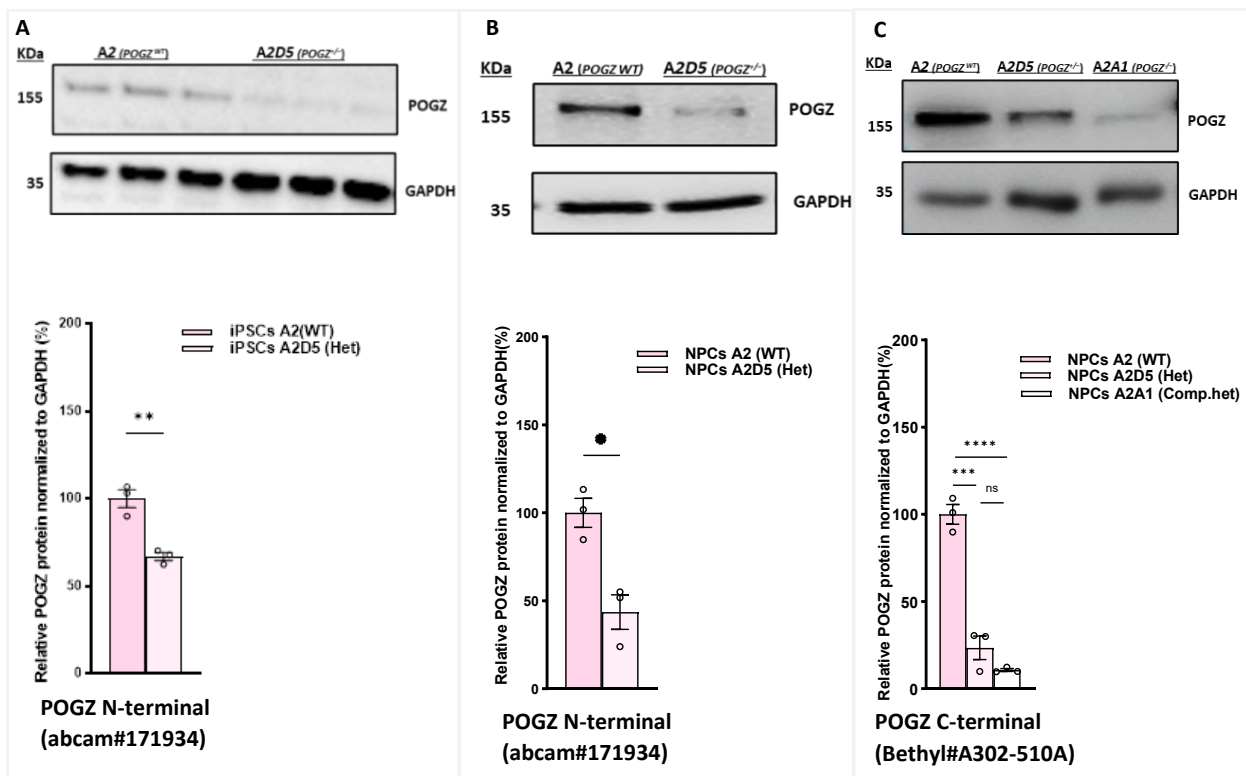 A
KDa
A2 (POGZ WT)
A2D5 (POGZ+/-)
155
POGZ
35
GAPDH
200
150
100
50
0
Relative POGZ protein normalized to GAPDH (%)
iPSCs A2(WT)
iPSCs A2D5 (Het)
**
POGZ N-terminal
(abcam#171934)
B
KDa
A2 (POGZ WT)
A2D5 (POGZ+/-)
155
POGZ
35
GAPDH
200
150
100
50
0
Relative POGZ protein normalized to GAPDH(%)
NPCs A2 (WT)
NPCs A2D5 (Het)
*
POGZ N-terminal
(abcam#171934)
C
KDa
A2 (POGZ WT)
A2D5 (POGZ+/-)
A2A1 (POGZ-/-)
155
POGZ
35
GAPDH
200
150
100
50
0
Relative POGZ protein normalized to GAPDH(%)
NPCs A2 (WT)
NPCs A2D5 (Het)
NPCs A2A1 (Comp.het)
****
***
ns
POGZ C-terminal
(Bethyl#A302-510A)